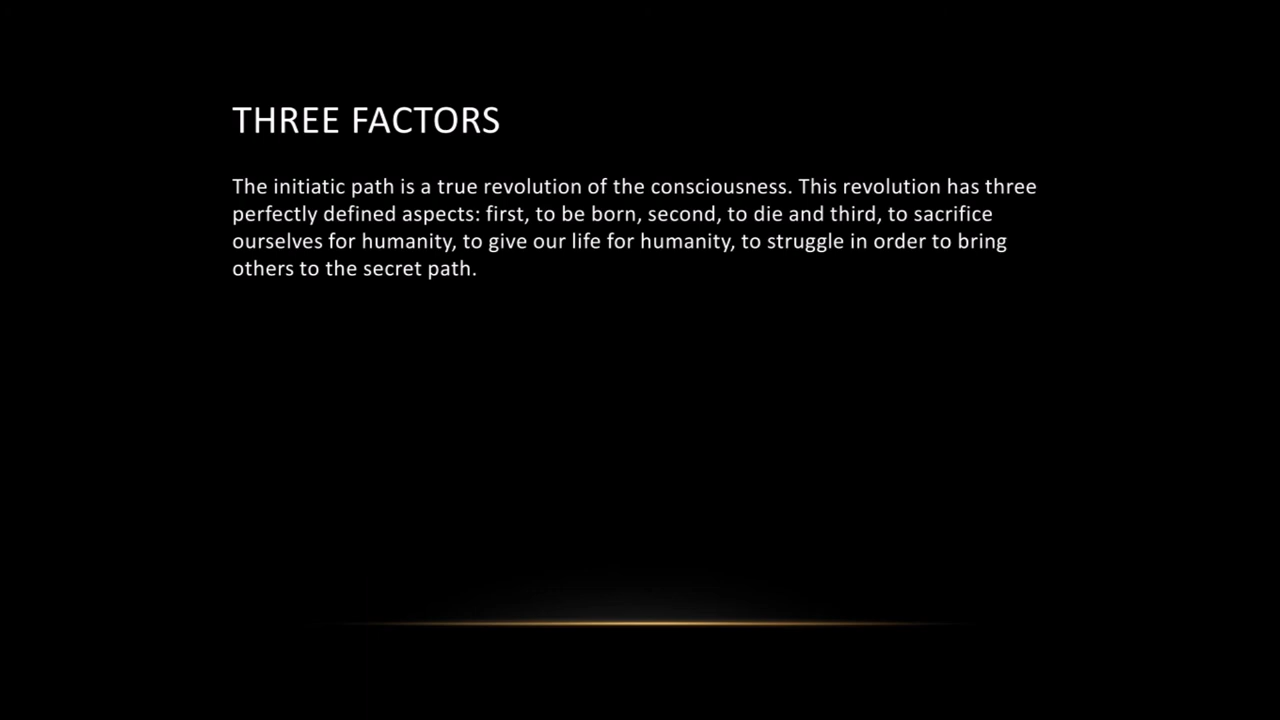 THREE FACTORS
The initiatic path is a true revolution of the consciousness. This revolution has three
perfectly defined aspects: first, to be born, second, to die and third, to sacrifice
ourselves for humanity, to give our life for humanity, to struggle in order to bring
others to the secret path.